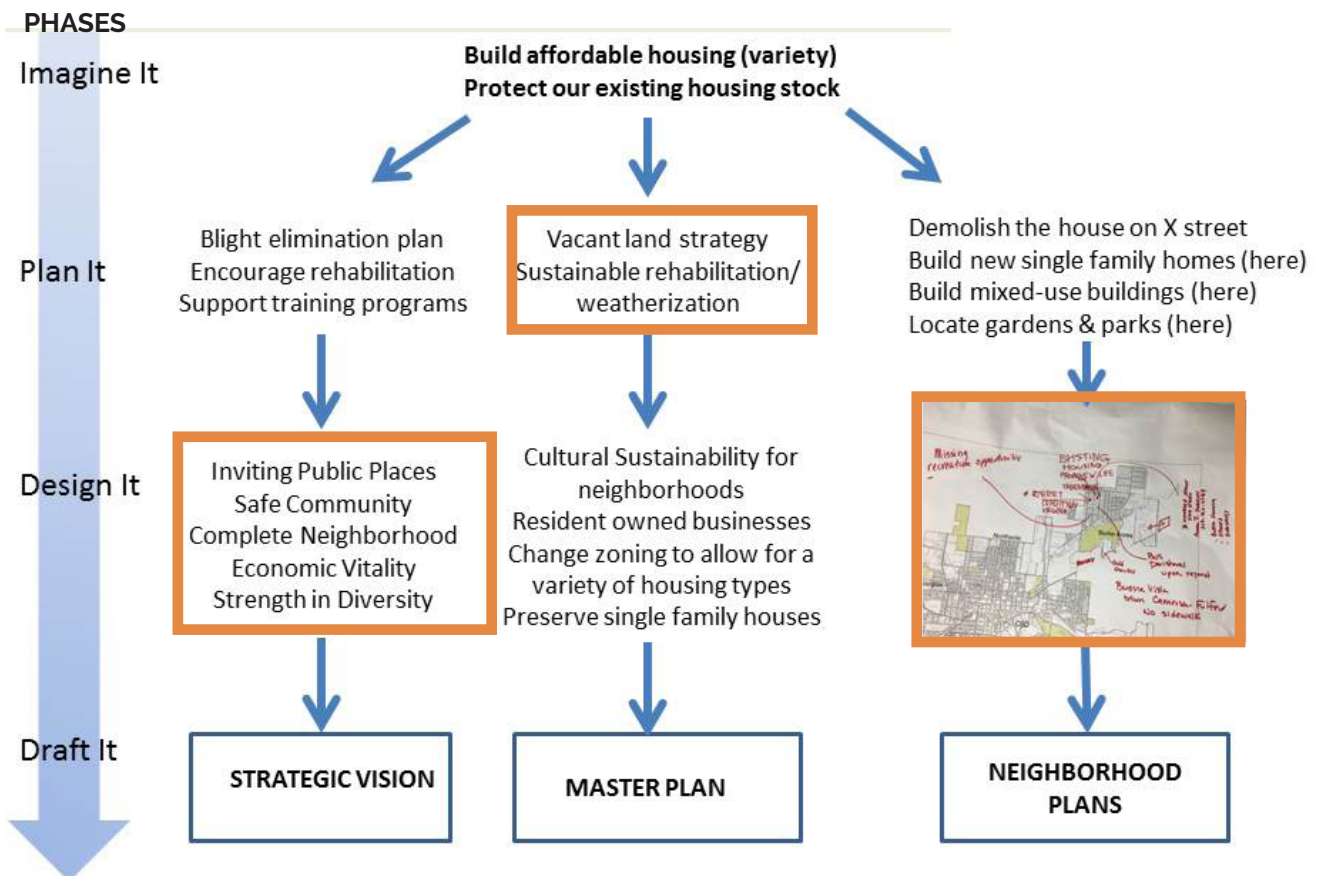 PHASES
Imagine It
Build affordable housing (variety)
Protect our existing housing stock
Plan It
Blight elimination plan
Encourage rehabilitation
Support training programs
Vacant land strategy
Sustainable rehabilitation/
weatherization
Demolish the house on X street
Build new single family homes (here)
Build mixed-use buildings (here)
Locate gardens & parks (here)
Design It
Inviting Public Places
Safe Community
Complete Neighborhood
Economic Vitality
Strength in Diversity
Cultural Sustainability for
neighborhoods
Resident owned businesses
Change zoning to allow for a
variety of housing types
Preserve single family houses
Missing
recreation opportunity
EXISTING
HOUSING
Buena Vista
No sidewalk
Draft It
STRATEGIC VISION
MASTER PLAN
NEIGHBORHOOD
PLANS